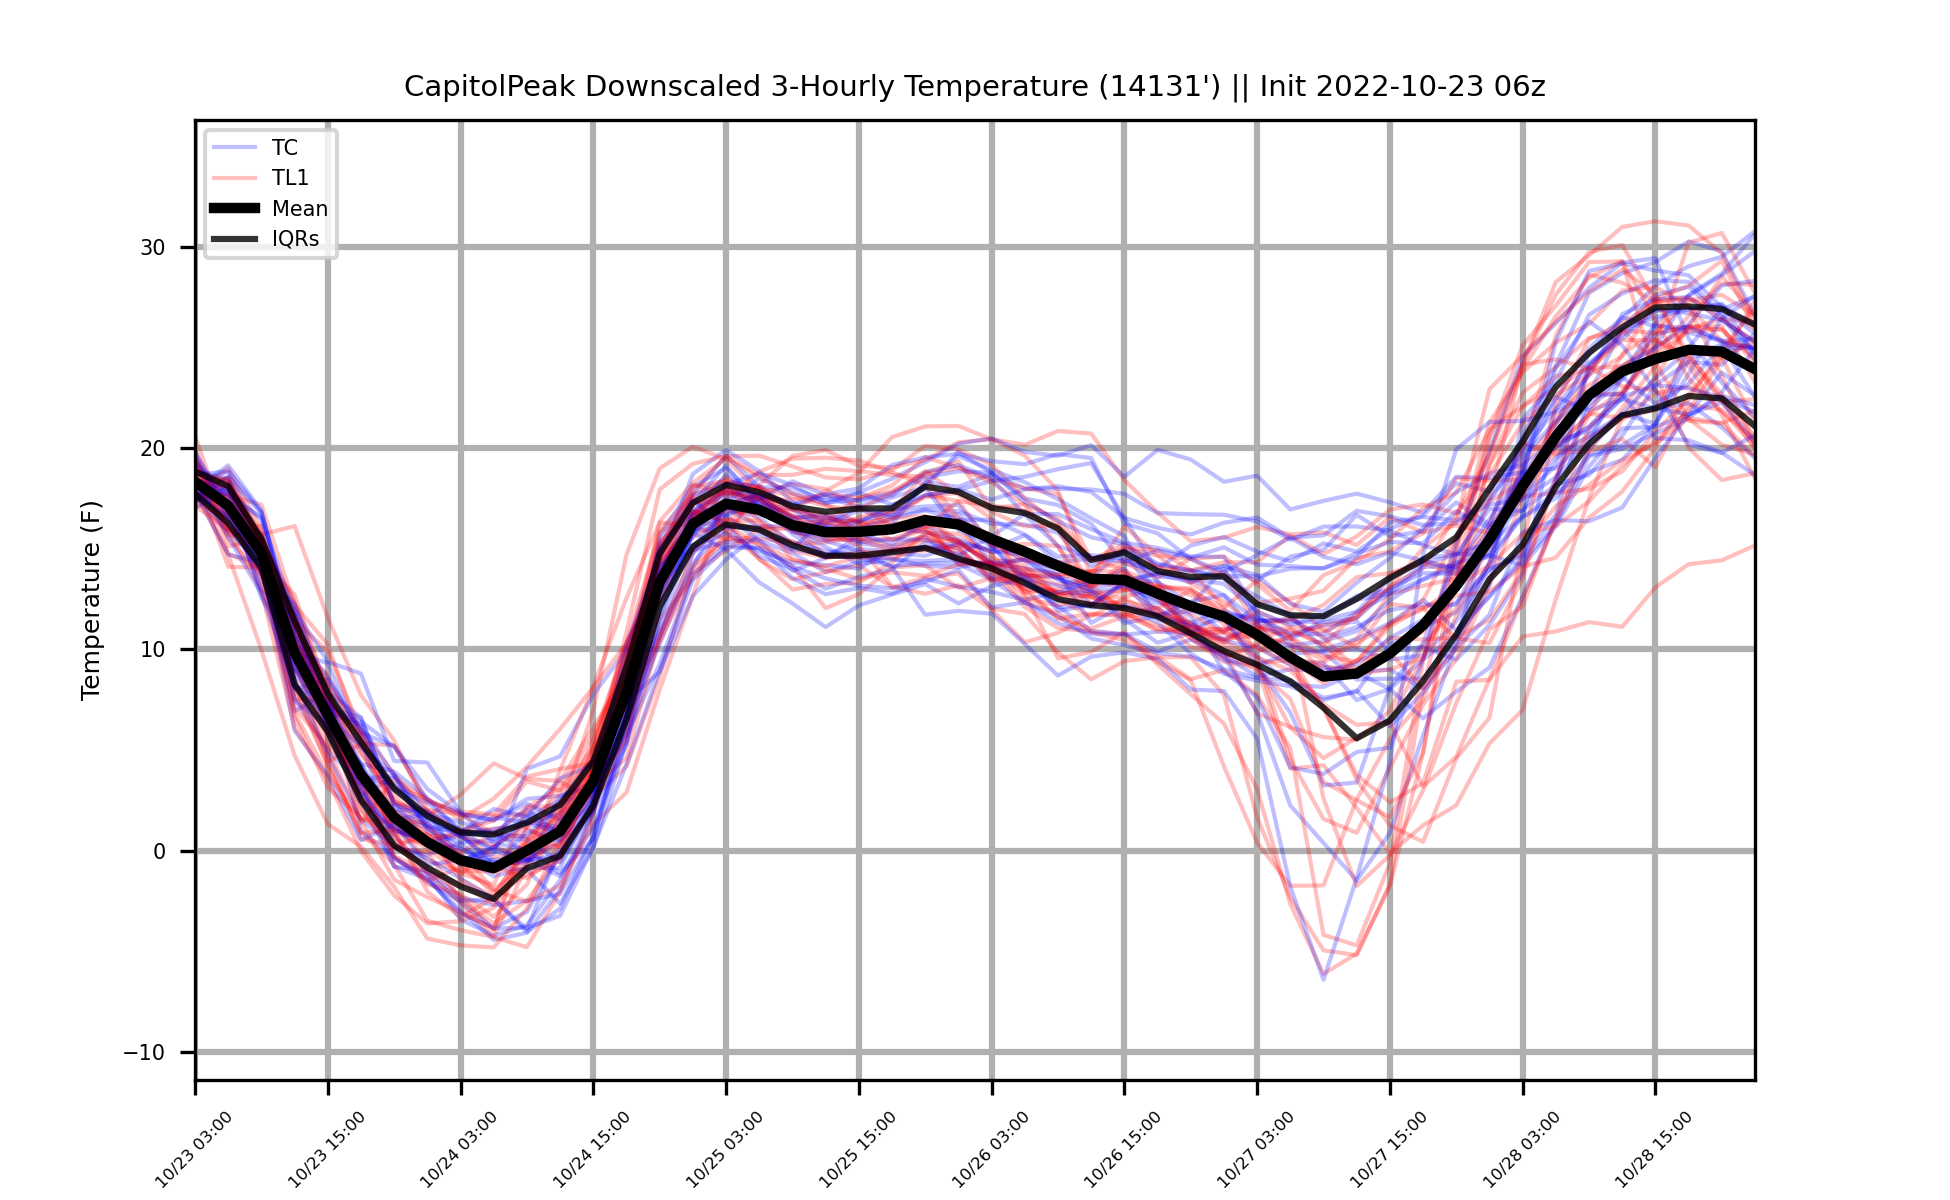 CapitolPeak Downscaled 3-Hourly Temperature (14131') || Init 2022-10-23 06z
TC
TL1
Mean
IQRs
Temperature (F)
30
20
10
0
−10
10/23 03:00
10/23 15:00
10/24 03:00
10/24 15:00
10/25 03:00
10/25 15:00
10/26 03:00
10/26 15:00
10/27 03:00
10/27 15:00
10/28 03:00
10/28 15:00